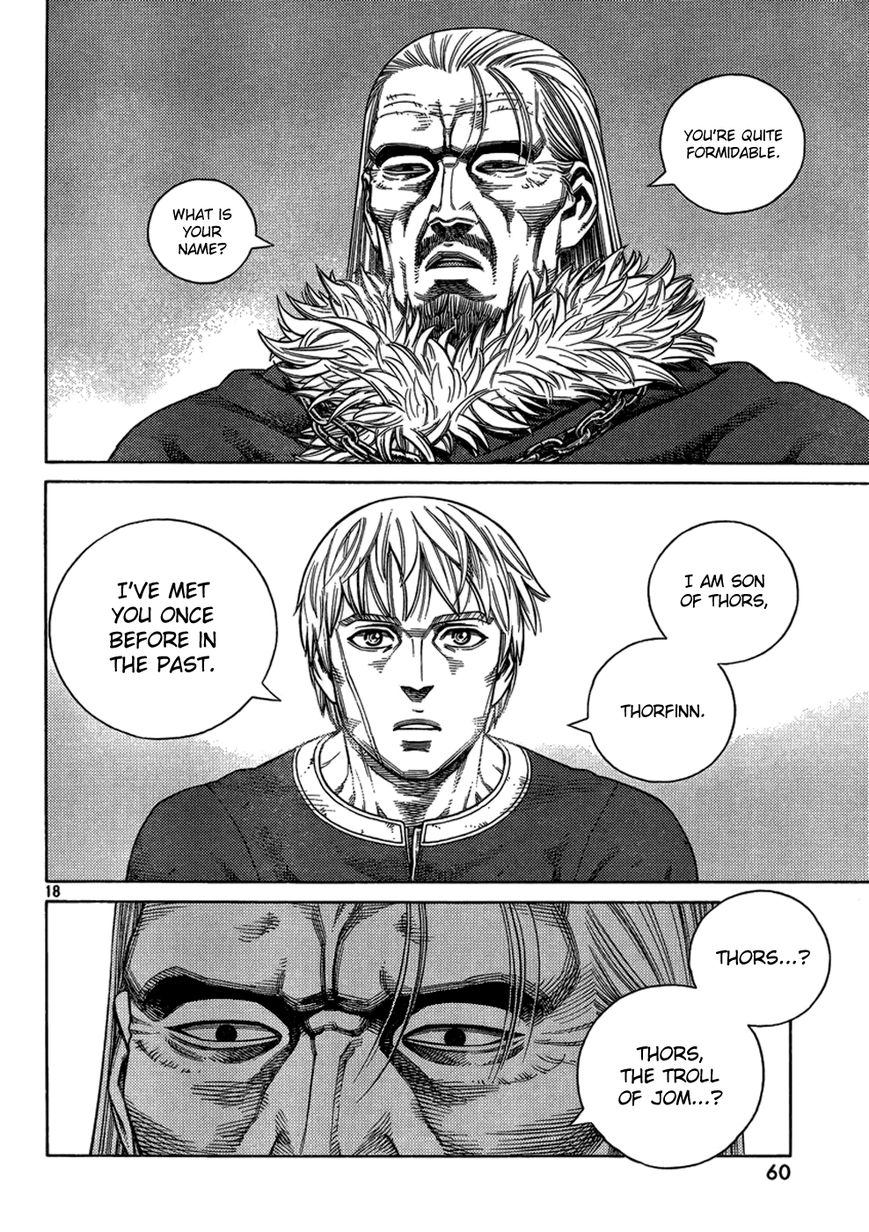 YOU'RE QUITE
FORMIDABLE.
WHAT IS
YOUR
NAME?
I AM SON
OF THORS,
THORFINN.
I'VE MET
YOU ONCE
BEFORE IN
THE PAST.
18
THORS...?
THORS,
THE TROLL
OF JOM...?
60